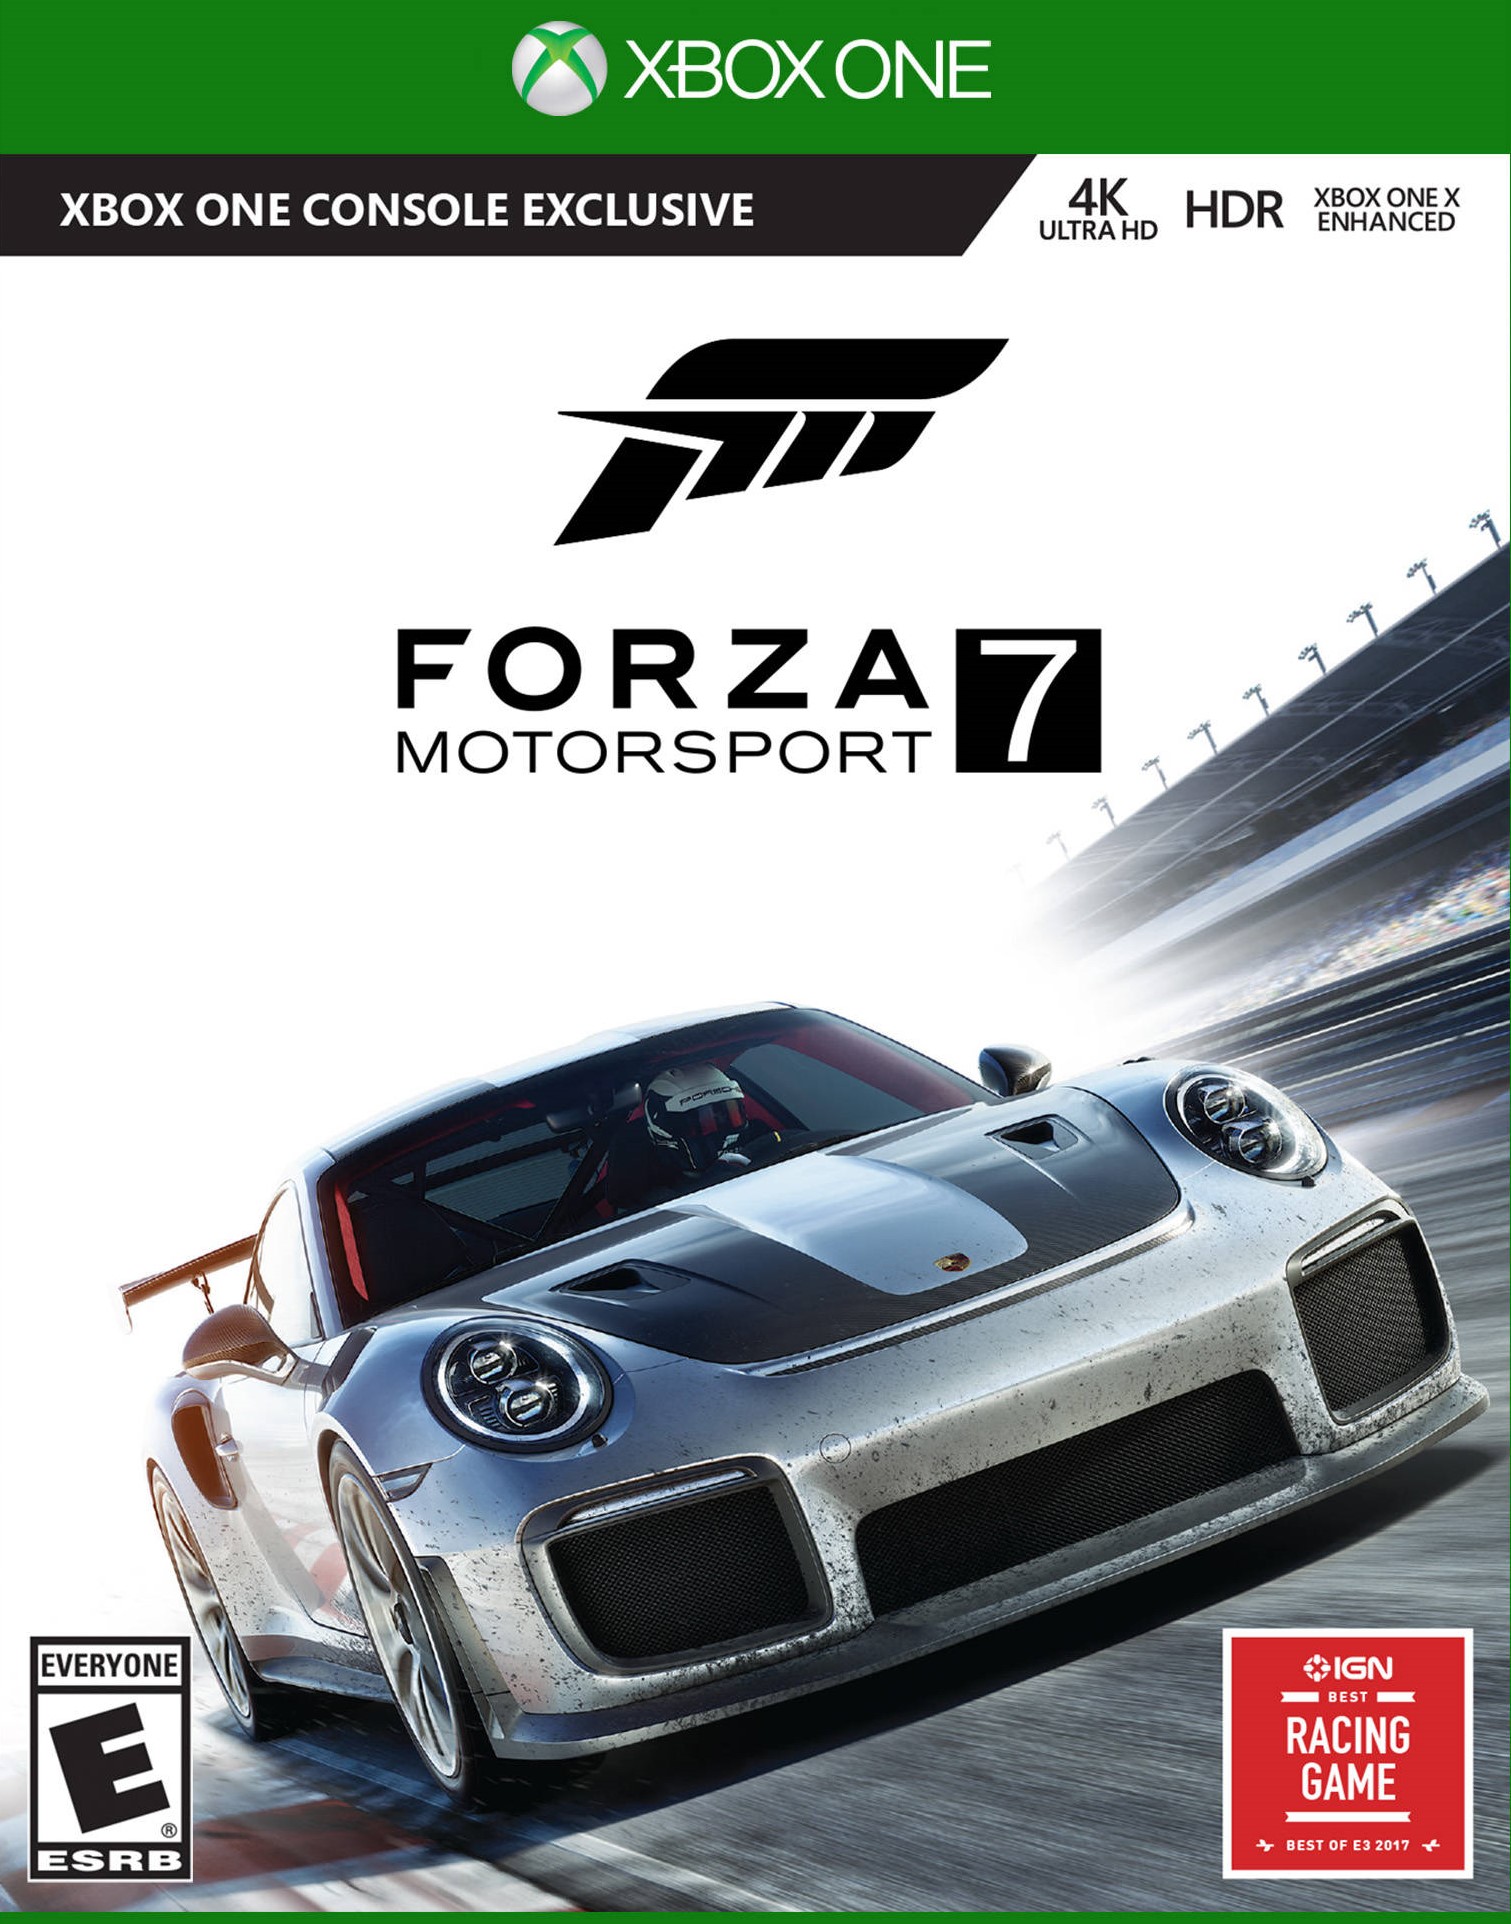 XBOX ONE
XBOX ONE CONSOLE EXCLUSIVE
4K
ULTRA HD
HDR
XBOX ONE X
ENHANCED
FORZA
MOTORSPORT
7
PORSCHE
EVERYONE
E
®
ESRB
IGN
BEST
RACING
GAME
BEST OF E3 2017